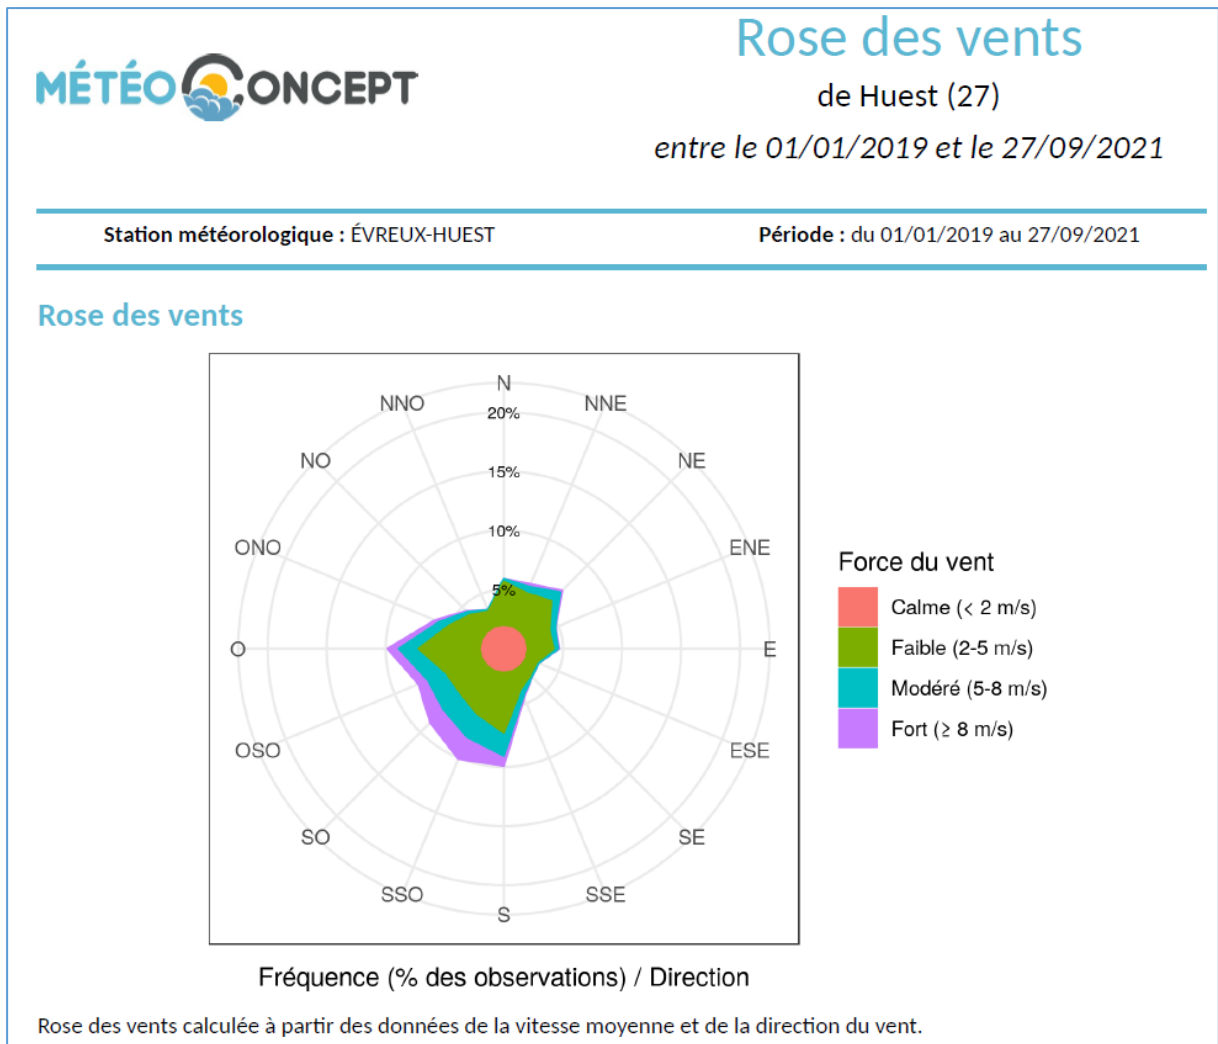 MÉTÉO CONCEPT
Rose des vents
de Huest (27)
entre le 01/01/2019 et le 27/09/2021
Station météorologique : ÉVREUX-HUEST
Période : du 01/01/2019 au 27/09/2021
Rose des vents
N
NNO
NNE
20%
NO
NE
15%
10%
ONO
ENE
5%
O
E
OSO
ESE
SO
SE
SSO
SSE
S
Force du vent
Calme (< 2 m/s)
Faible (2-5 m/s)
Modéré (5-8 m/s)
Fort (≥ 8 m/s)
Fréquence (% des observations) / Direction
Rose des vents calculée à partir des données de la vitesse moyenne et de la direction du vent.